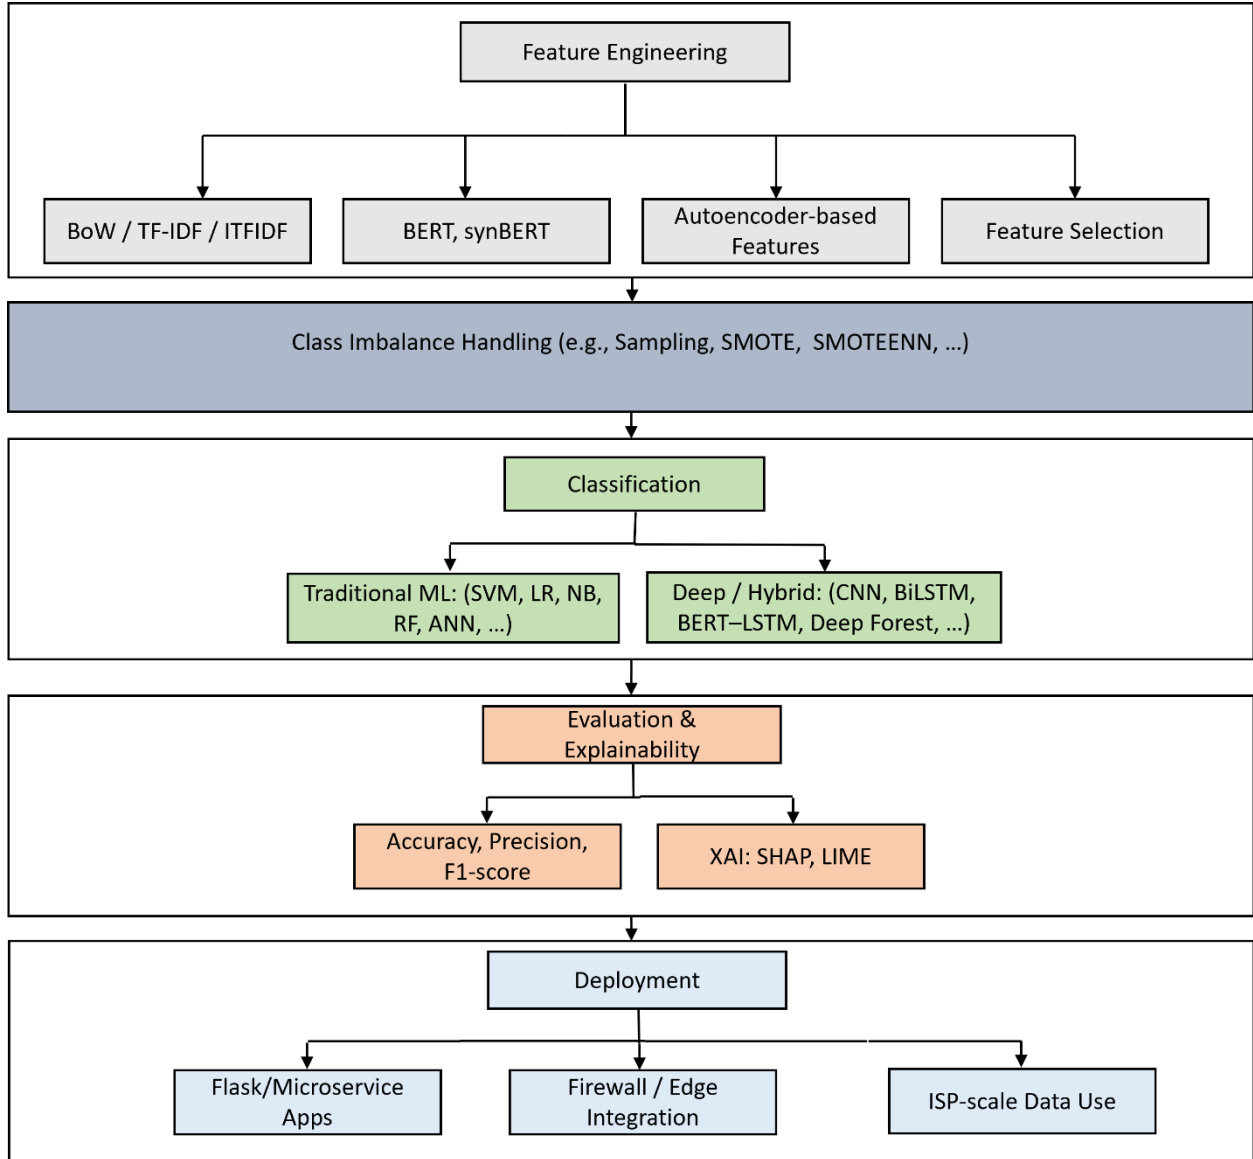 Feature Engineering
BoW / TF-IDF / ITFIDF
BERT, synBERT
Autoencoder-based
Features
Feature Selection
Class Imbalance Handling (e.g., Sampling, SMOTE,  SMOTEENN, ...)
Classification
Traditional ML: (SVM, LR, NB,
RF, ANN, ...)
Deep / Hybrid: (CNN, BiLSTM,
BERT–LSTM, Deep Forest, ...)
Evaluation &
Explainability
Accuracy, Precision,
F1-score
XAI: SHAP, LIME
Deployment
Flask/Microservice
Apps
Firewall / Edge
Integration
ISP-scale Data Use